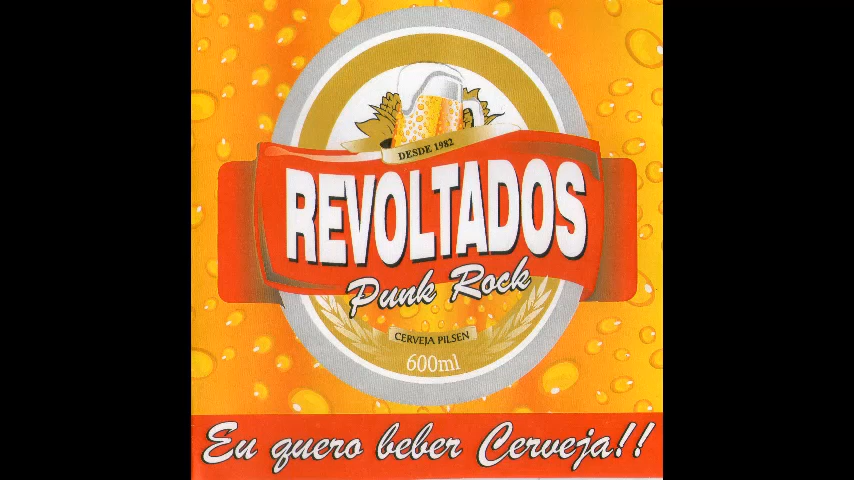 DESDE 1982
REVOLTADOS
Punk Rock
CERVEJA PILSEN
600ml
Eu quero beber Cerveja!!